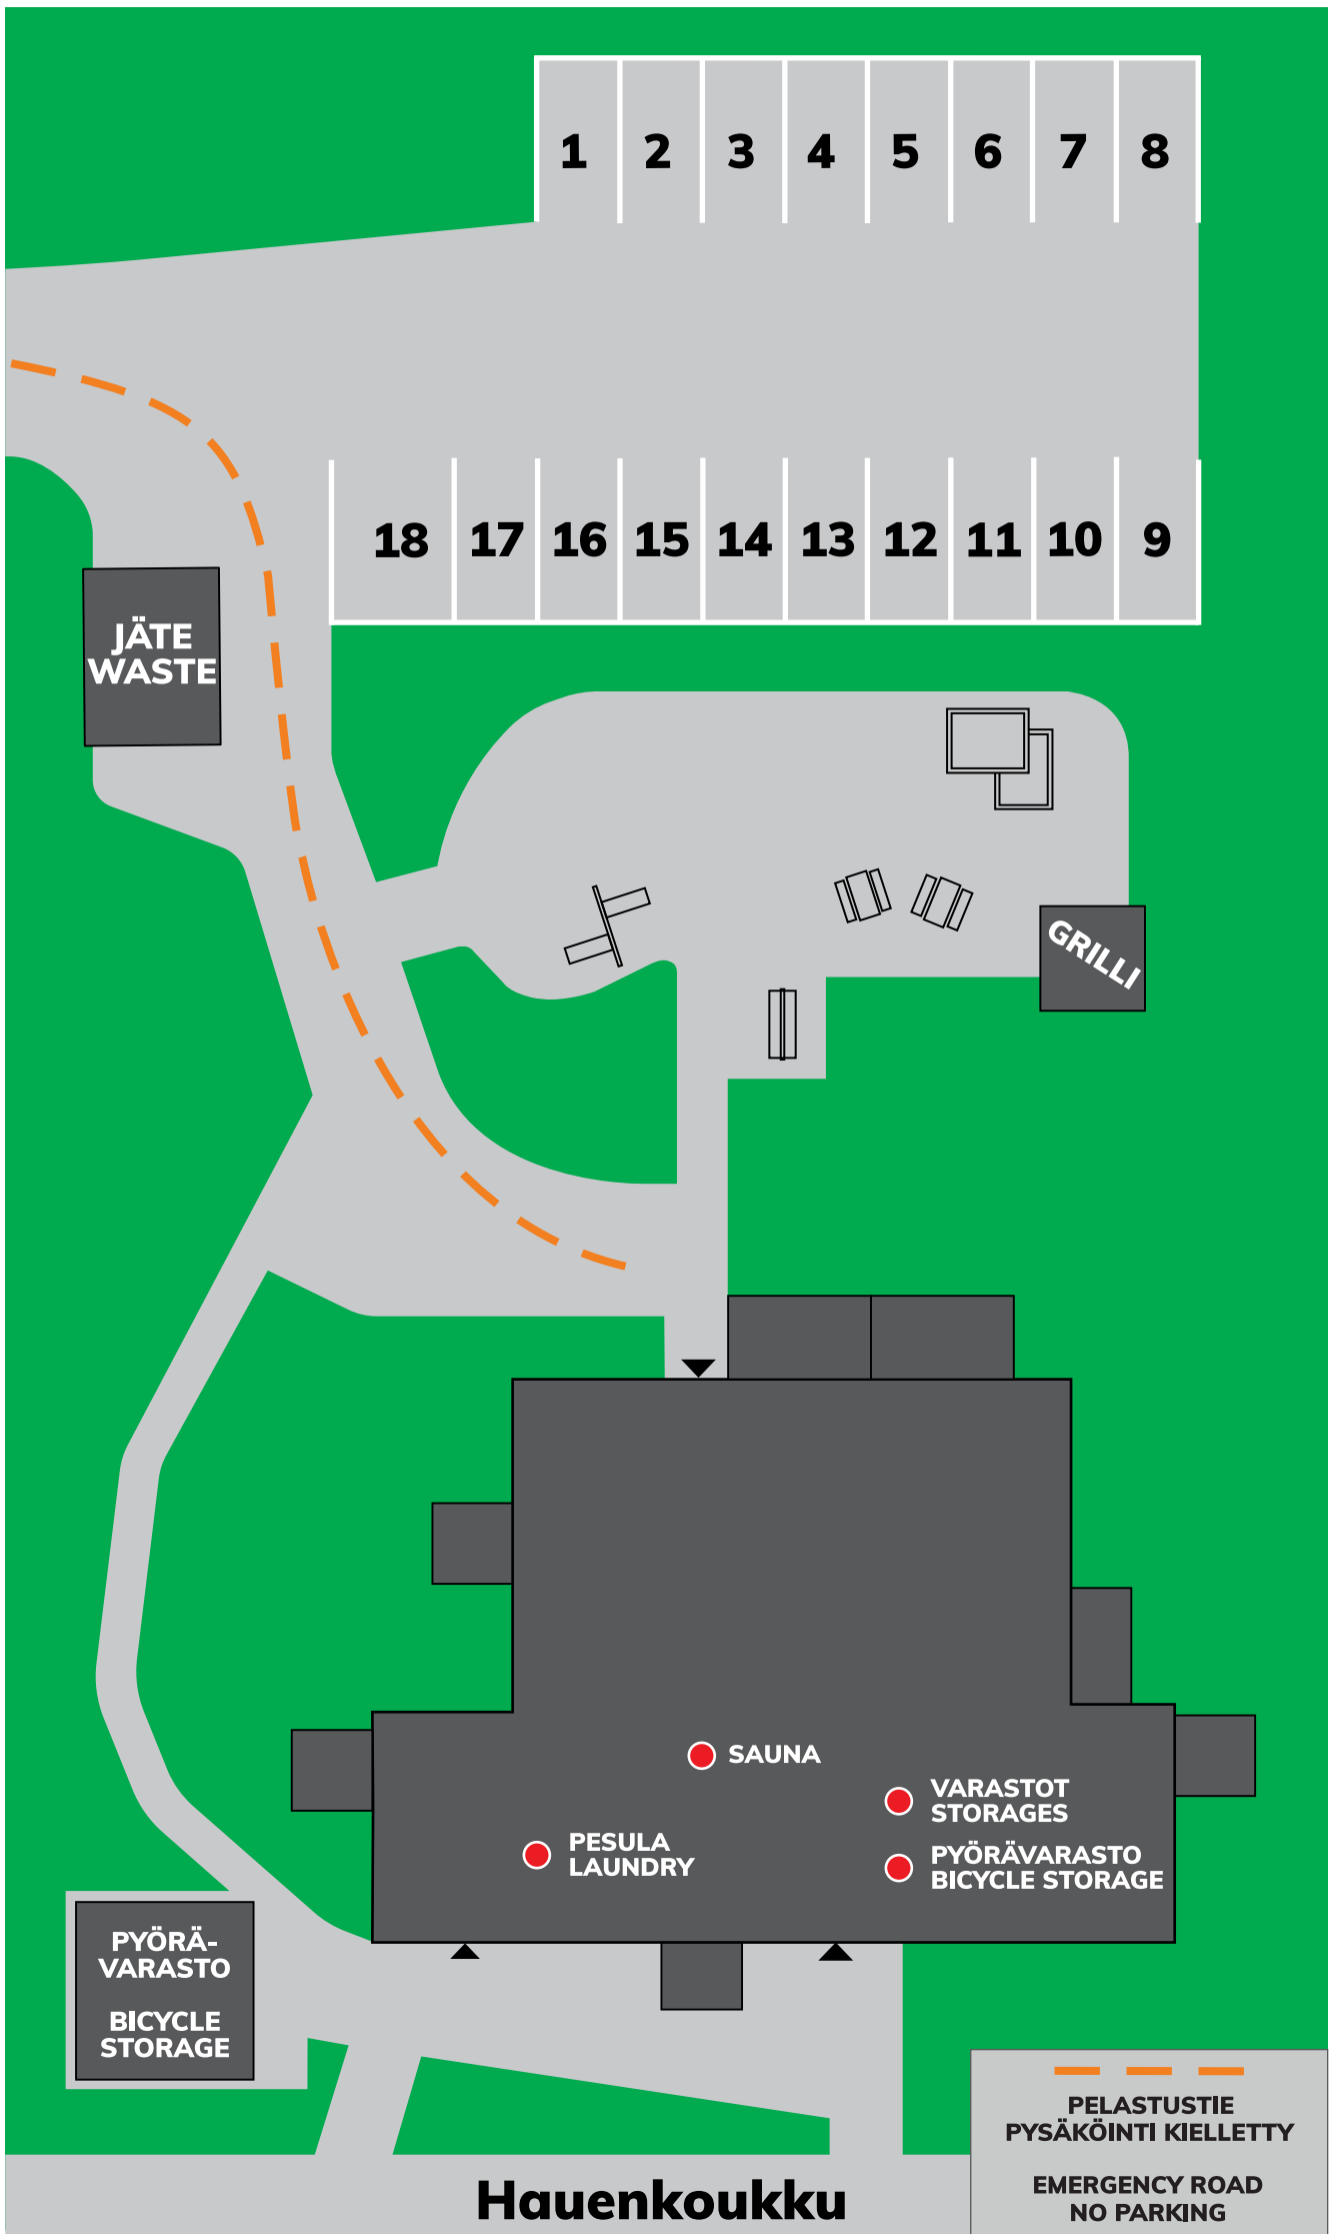 1 2 3 4 5 6 7 8
18 17 16 15 14 13 12 11 10 9
JÄTE
WASTE
GRILLI
SAUNA
VARASTOT
STORAGES
PESULA
LAUNDRY
PYÖRÄVARASTO
BICYCLE STORAGE
PYÖRÄ-
VARASTO
BICYCLE
STORAGE
PELASTUSTIE
PYSÄKÖINTI KIELLETTY
EMERGENCY ROAD
NO PARKING
Hauenkoukku